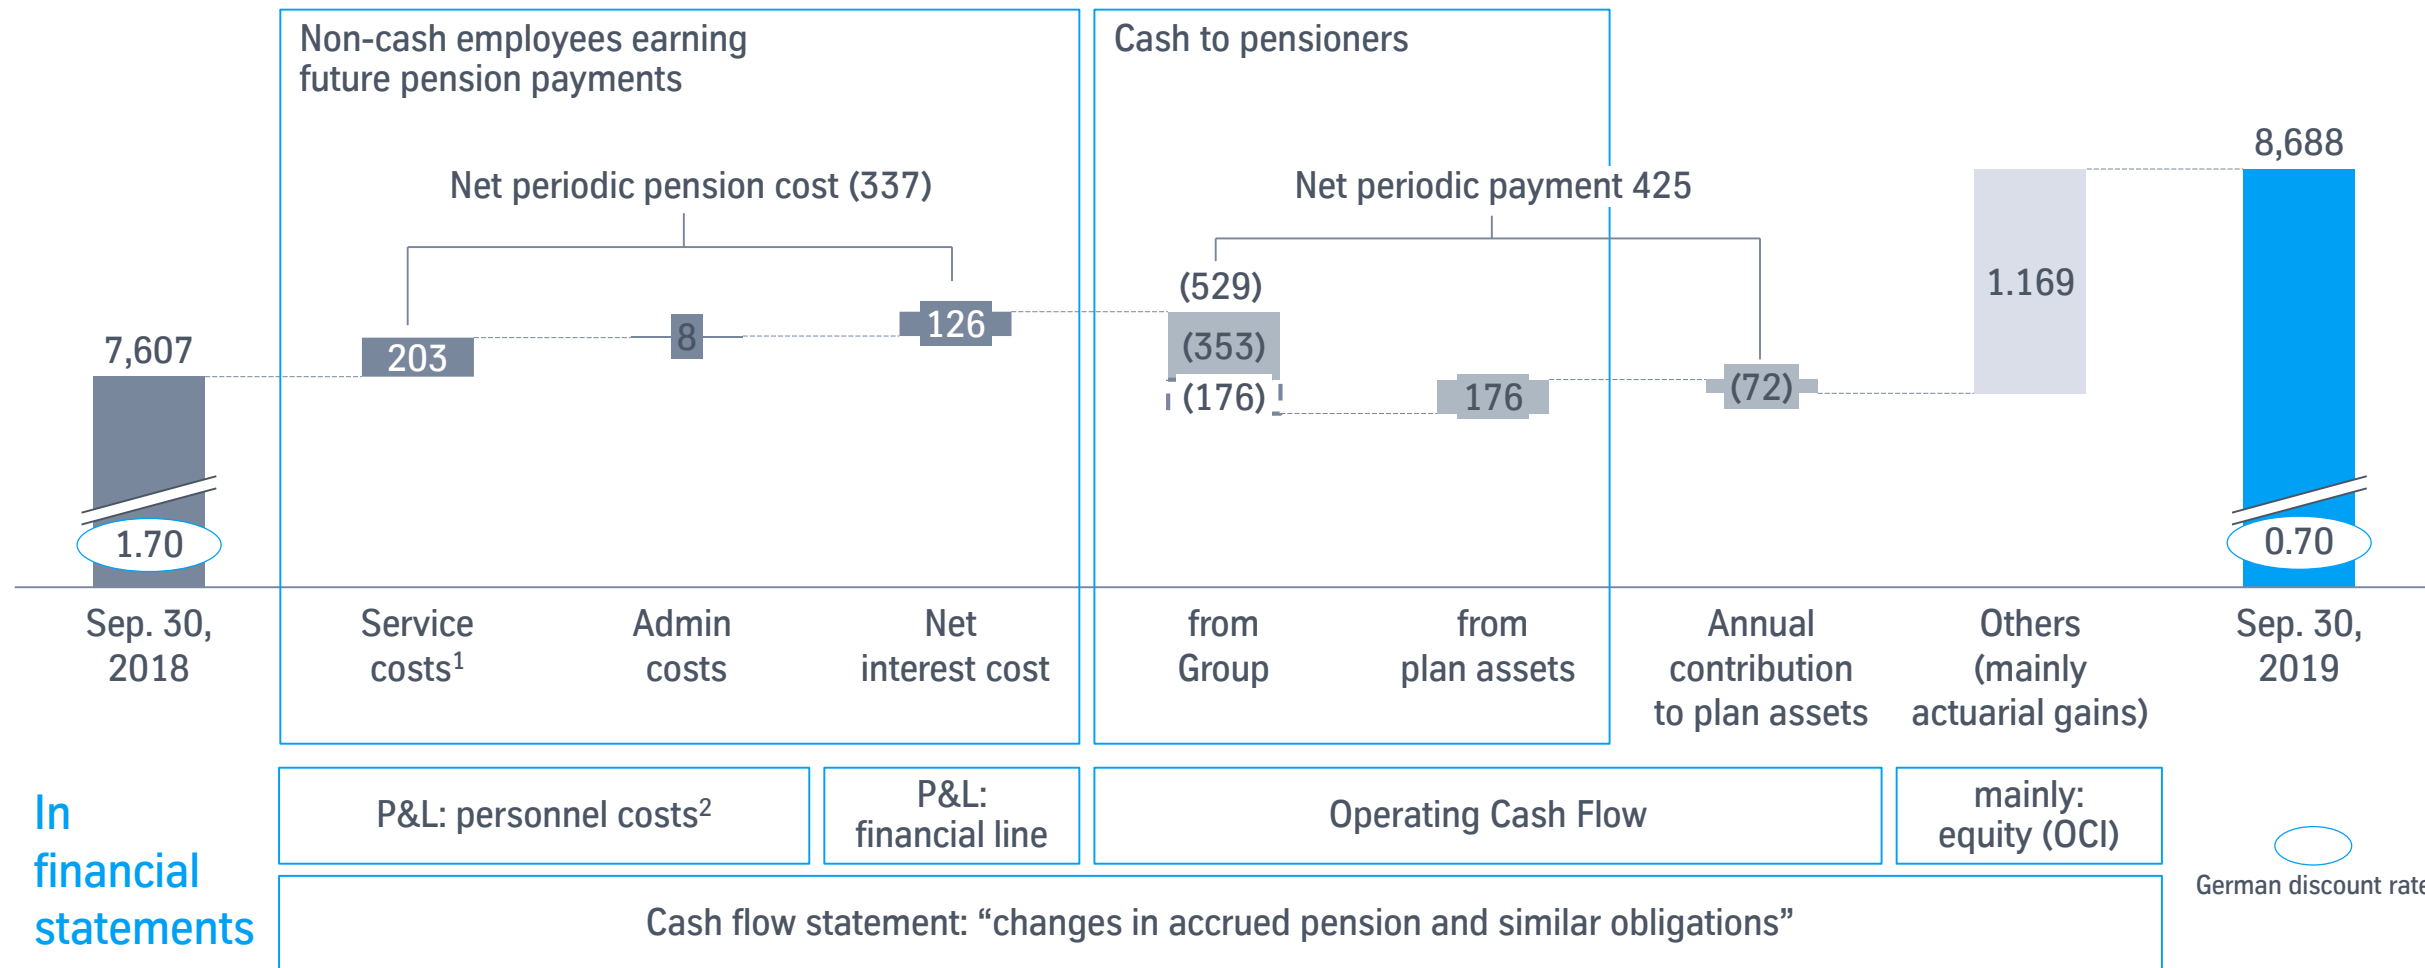 Non-cash employees earning
future pension payments
Cash to pensioners
Net periodic pension cost (337)
Net periodic payment 425
7,607
203
8
126
(529)
(353)
(176)
176
(72)
1.169
8,688
1.70
0.70
Sep. 30,
2018
Service
costs1
Admin
costs
Net
interest cost
from
Group
from
plan assets
Annual
contribution
to plan assets
Others
(mainly
actuarial gains)
Sep. 30,
2019
In
financial
statements
P&L: personnel costs2
P&L:
financial line
Operating Cash Flow
mainly:
equity (OCI)
German discount rate
Cash flow statement: “changes in accrued pension and similar obligations”